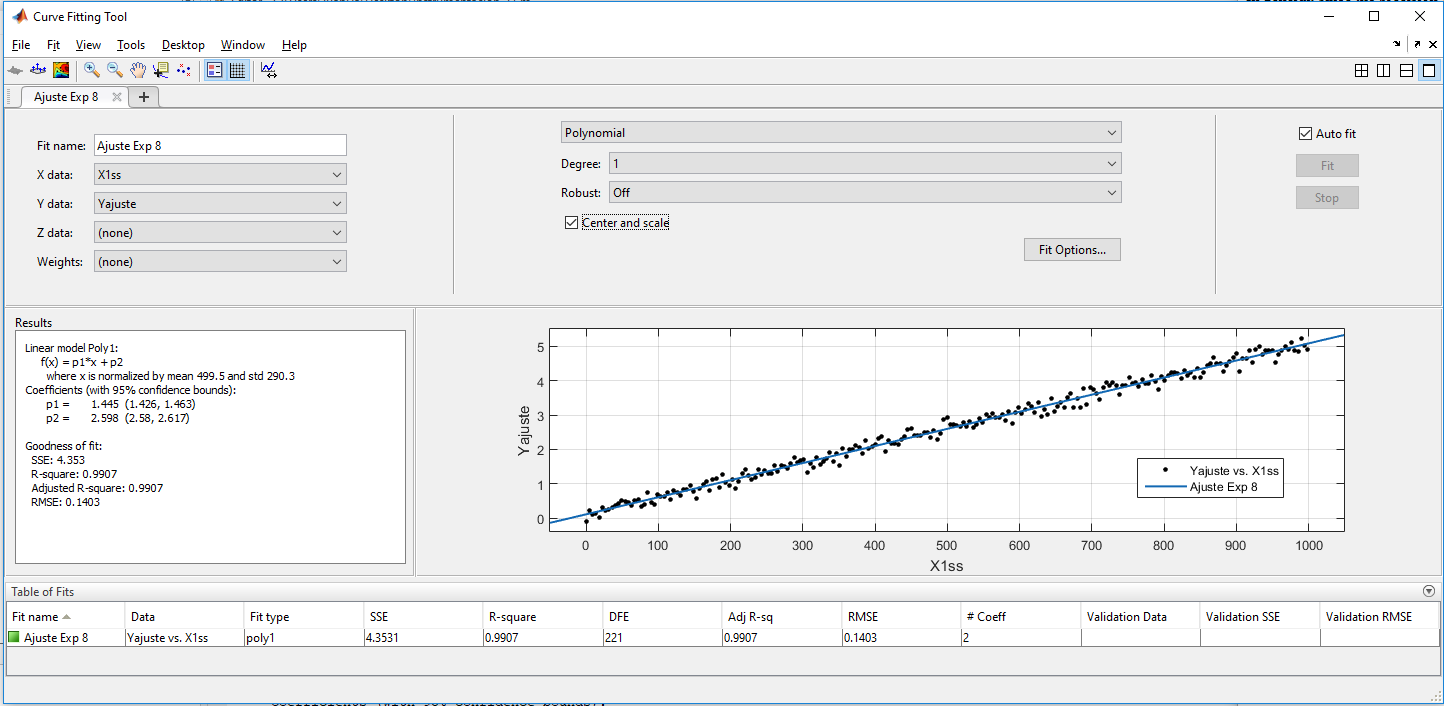 Curve Fitting Tool
File Fit View Tools Desktop Window Help
Ajuste Exp 8
Fit name: Ajuste Exp 8
X data: X1ss
Y data: Yajuste
Z data: (none)
Weights: (none)
Polynomial
Degree: 1
Robust: Off
Center and scale
Fit Options...
Auto fit
Fit
Stop
Results
Linear model Poly1:
f(x) = p1*x + p2
where x is normalized by mean 499.5 and std 290.3
Coefficients (with 95% confidence bounds):
p1 = 1.445 (1.426, 1.463)
p2 = 2.598 (2.58, 2.617)
Goodness of fit:
SSE: 4.353
R-square: 0.9907
Adjusted R-square: 0.9907
RMSE: 0.1403
Yajuste
5
4
3
2
1
0
0 100 200 300 400 500 600 700 800 900 1000
X1ss
Yajuste vs. X1ss
Ajuste Exp 8
Table of Fits
Fit name Data Fit type SSE R-square DFE Adj R-sq RMSE # Coeff Validation Data Validation SSE Validation RMSE
Ajuste Exp 8 Yajuste vs. X1ss poly1 4.3531 0.9907 221 0.9907 0.1403 2